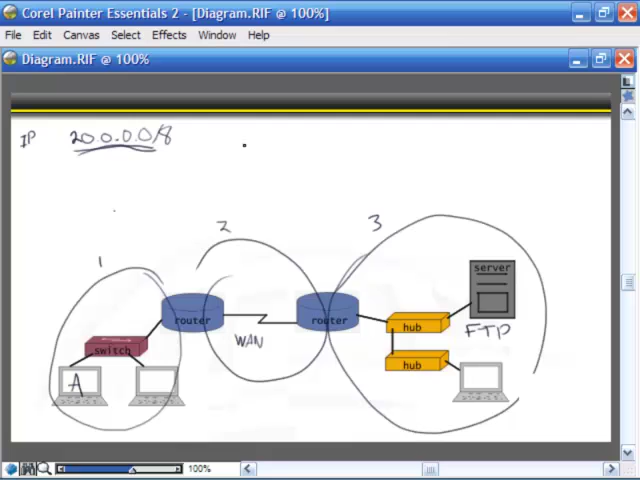 Corel Painter Essentials 2 - [Diagram.RIF @ 100%]
File Edit Canvas Select Effects Window Help
Diagram.RIF @ 100%
IP 20.0.0.0/8
2 3
1
server
router router
hub
FTP
WAN
switch
hub
A
100%